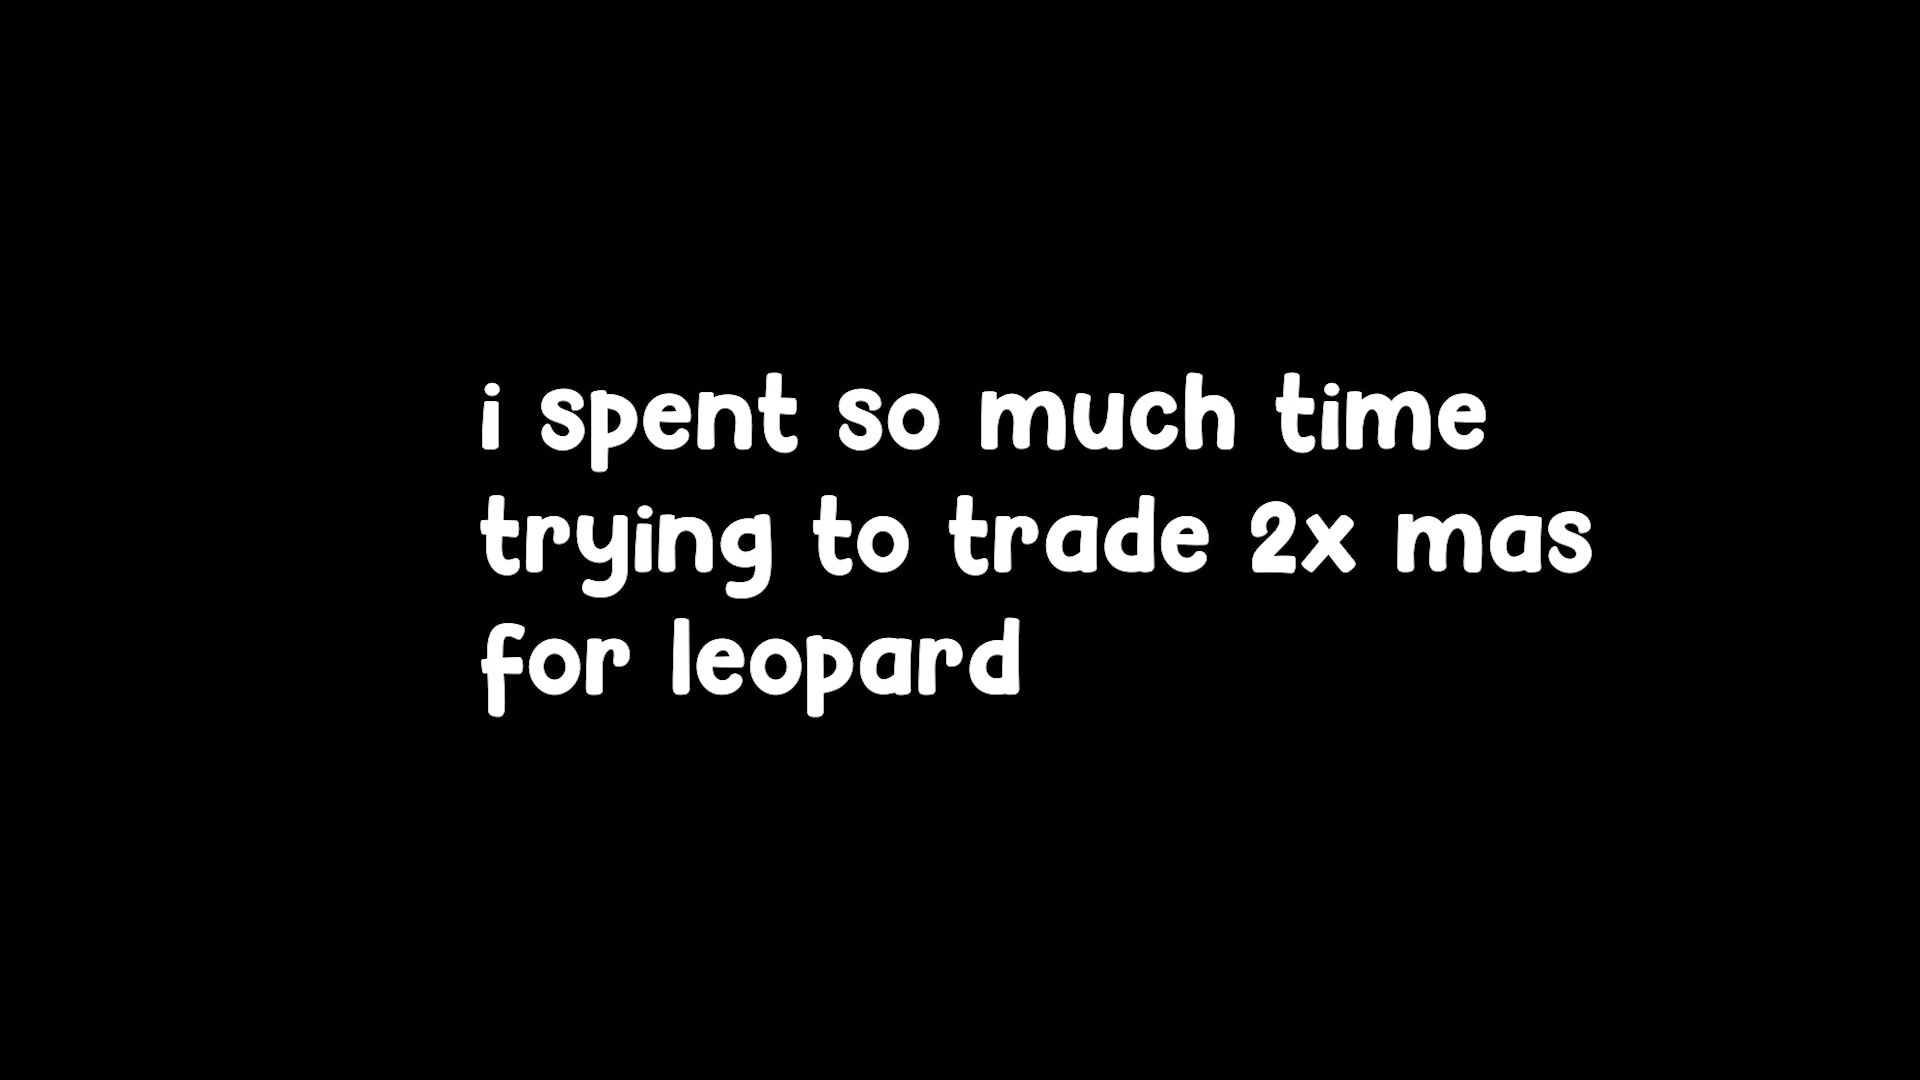 i spent so much time
trying to trade 2x mas
for leopard